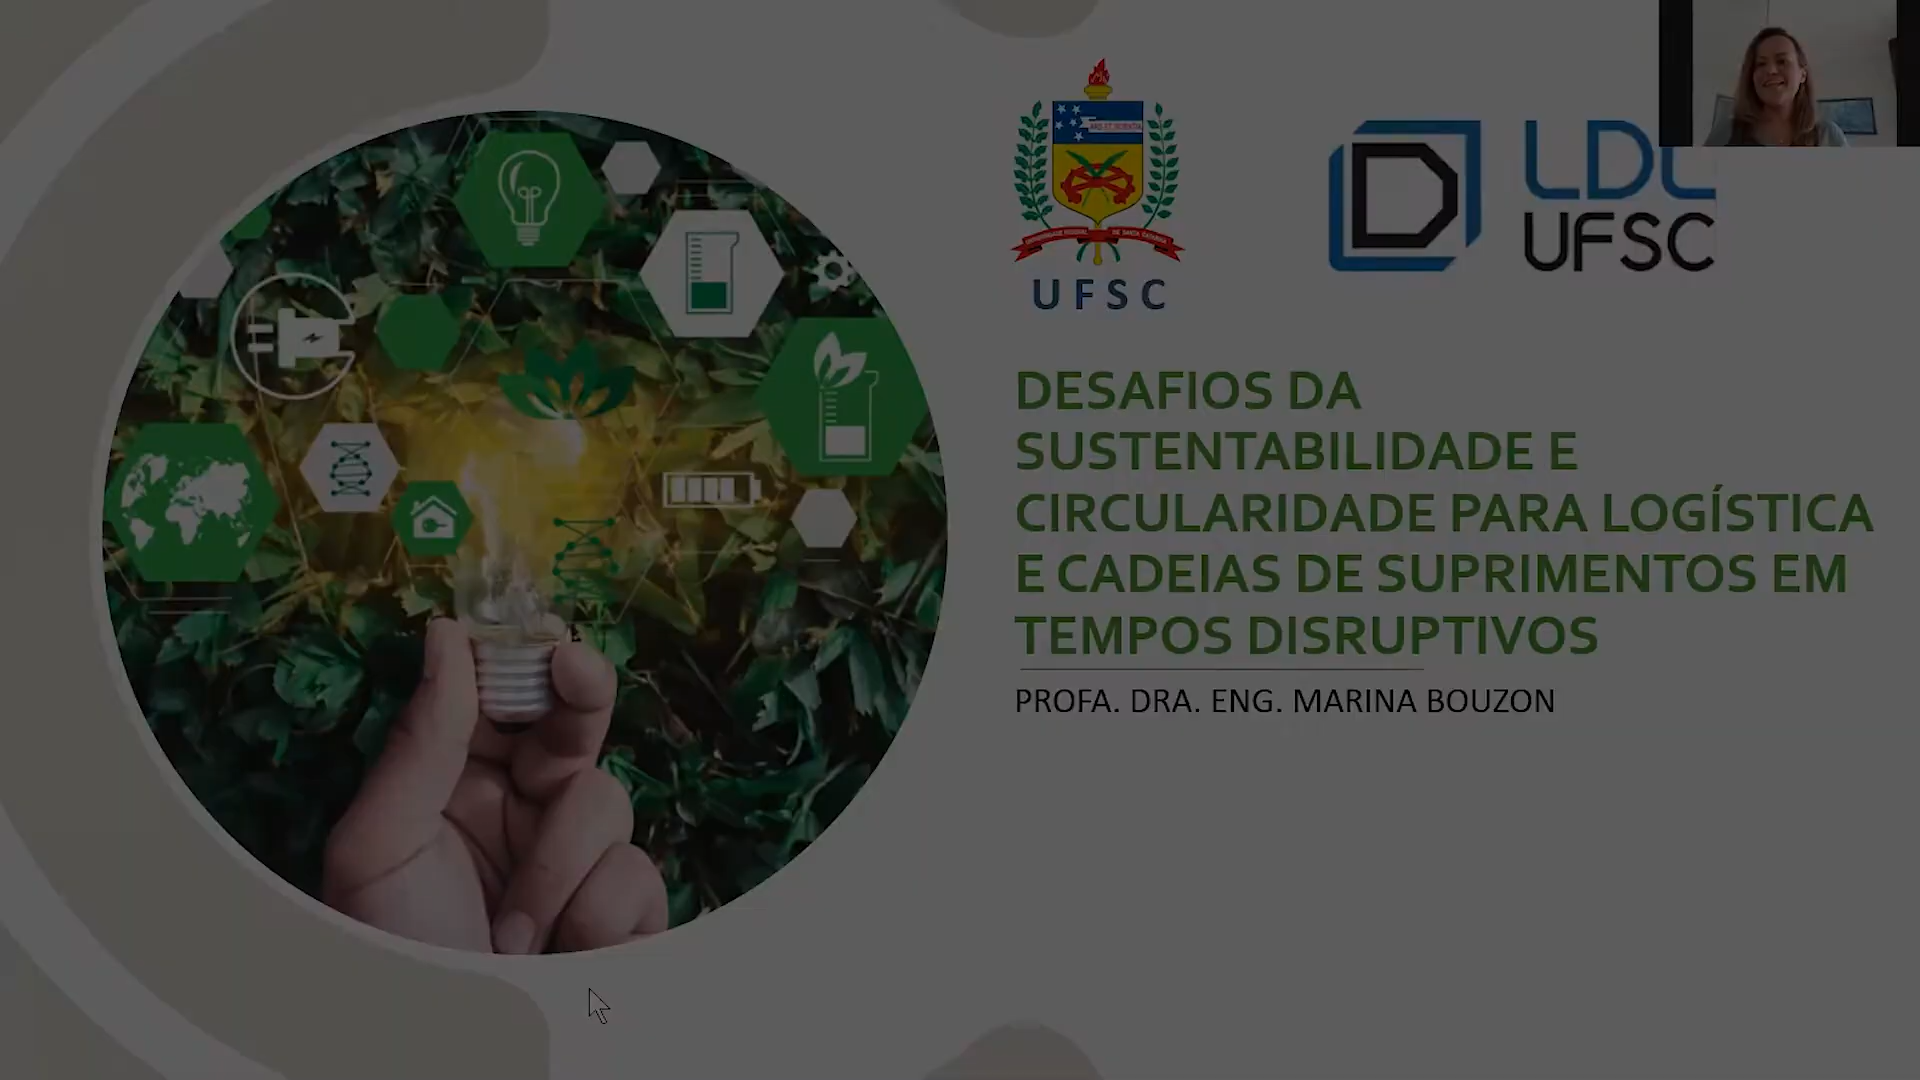 UFSC
LDL
UFSC
DESAFIOS DA
SUSTENTABILIDADE E
CIRCULARIDADE PARA LOGÍSTICA
E CADEIAS DE SUPRIMENTOS EM
TEMPOS DISRUPTIVOS
PROFA. DRA. ENG. MARINA BOUZON